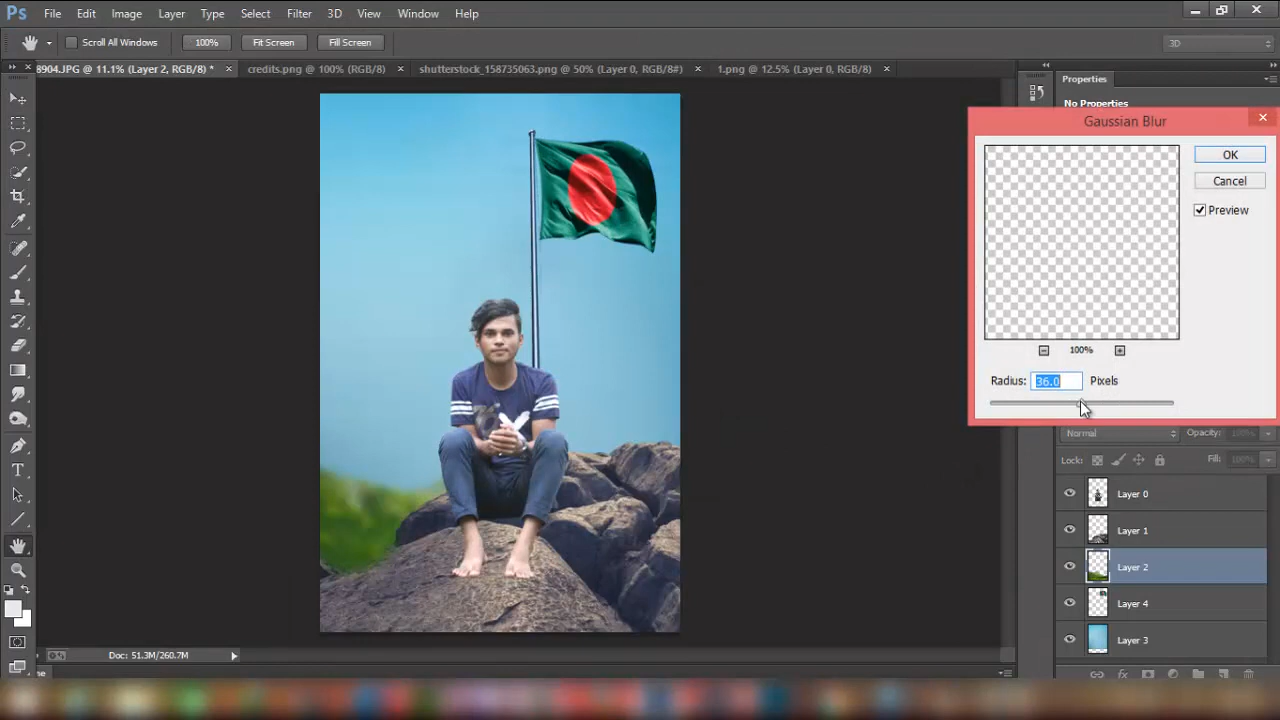 Ps File Edit Image Layer Type Select Filter 3D View Window Help
Scroll All Windows 100% Fit Screen Fill Screen 3D
8904.JPG @ 11.1% (Layer 2, RGB/8) * credits.png @ 100% (RGB/8) shutterstock_158735063.png @ 50% (Layer 0, RGB/8#) 1.png @ 12.5% (Layer 0, RGB/8)
Properties
No Properties
Gaussian Blur
OK
Cancel
Preview
100%
Radius: 36.0 Pixels
Normal Opacity: 100%
Lock: Fill: 100%
Layer 0
Layer 1
Layer 2
Layer 4
Layer 3
Doc: 51.3M/260.7M